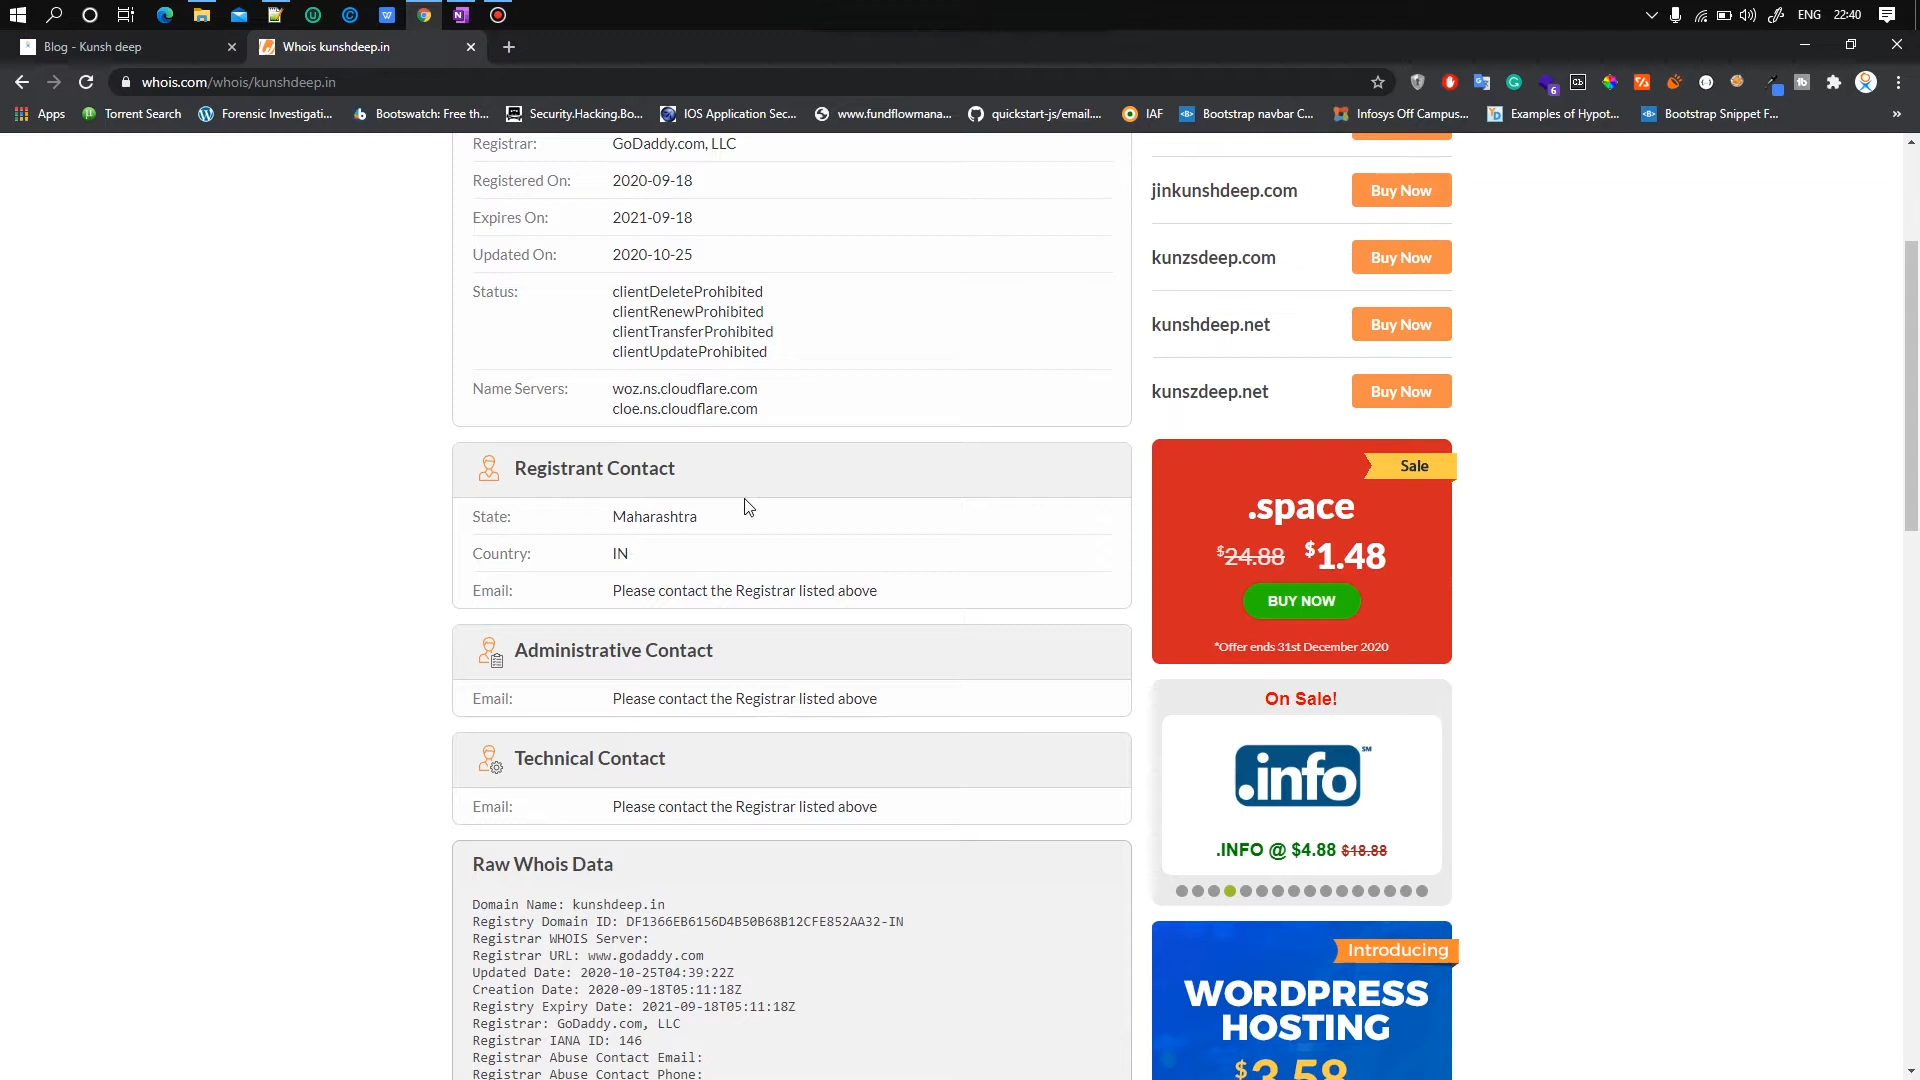 ENG 22:40
Blog - Kunsh deep
Whois kunshdeep.in
whois.com/whois/kunshdeep.in
6
Apps
Torrent Search
Forensic Investigati...
Bootswatch: Free th...
Security.Hacking.Bo...
IOS Application Sec...
www.fundflowmana...
quickstart-js/email....
IAF
Bootstrap navbar C...
Infosys Off Campus...
Examples of Hypot...
Bootstrap Snippet F...
»
Registrar: GoDaddy.com, LLC
Registered On: 2020-09-18
Expires On: 2021-09-18
Updated On: 2020-10-25
Status: clientDeleteProhibited
clientRenewProhibited
clientTransferProhibited
clientUpdateProhibited
Name Servers: woz.ns.cloudflare.com
cloe.ns.cloudflare.com
Registrant Contact
State: Maharashtra
Country: IN
Email: Please contact the Registrar listed above
Administrative Contact
Email: Please contact the Registrar listed above
Technical Contact
Email: Please contact the Registrar listed above
Raw Whois Data
Domain Name: kunshdeep.in
Registry Domain ID: DF1366EB6156D4B50B68B12CFE852AA32-IN
Registrar WHOIS Server:
Registrar URL: www.godaddy.com
Updated Date: 2020-10-25T04:39:22Z
Creation Date: 2020-09-18T05:11:18Z
Registry Expiry Date: 2021-09-18T05:11:18Z
Registrar: GoDaddy.com, LLC
Registrar IANA ID: 146
Registrar Abuse Contact Email:
Registrar Abuse Contact Phone:
jinkunshdeep.com Buy Now
kunzsdeep.com Buy Now
kunshdeep.net Buy Now
kunszdeep.net Buy Now
Sale
.space
$24.88 $1.48
BUY NOW
*Offer ends 31st December 2020
On Sale!
.info SM
.INFO @ $4.88 $18.88
Introducing
WORDPRESS
HOSTING
$3.58